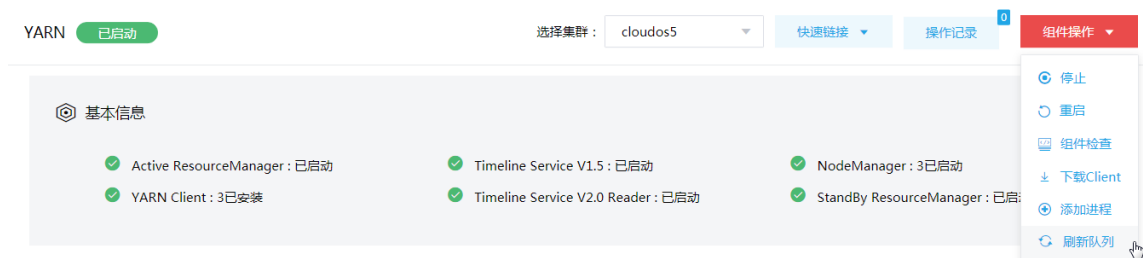 YARN 已启动 选择集群： cloudos5 快速链接 操作记录 0 组件操作
基本信息
Active ResourceManager : 已启动 Timeline Service V1.5 : 已启动 NodeManager : 3已启动
YARN Client : 3已安装 Timeline Service V2.0 Reader : 已启动 StandBy ResourceManager : 已启
停止
重启
组件检查
下载Client
添加进程
刷新队列